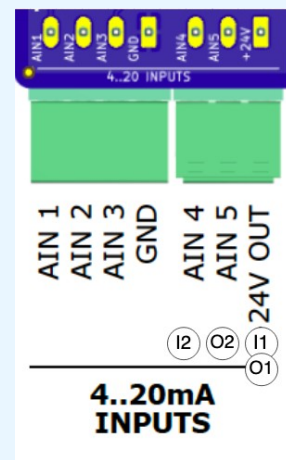 AIN1 AIN2 AIN3 GND AIN4 AIN5 +24V
4..20 INPUTS
AIN 1
AIN 2
AIN 3
GND
AIN 4
AIN 5
24V OUT
I2 O2 I1
O1
4..20mA
INPUTS